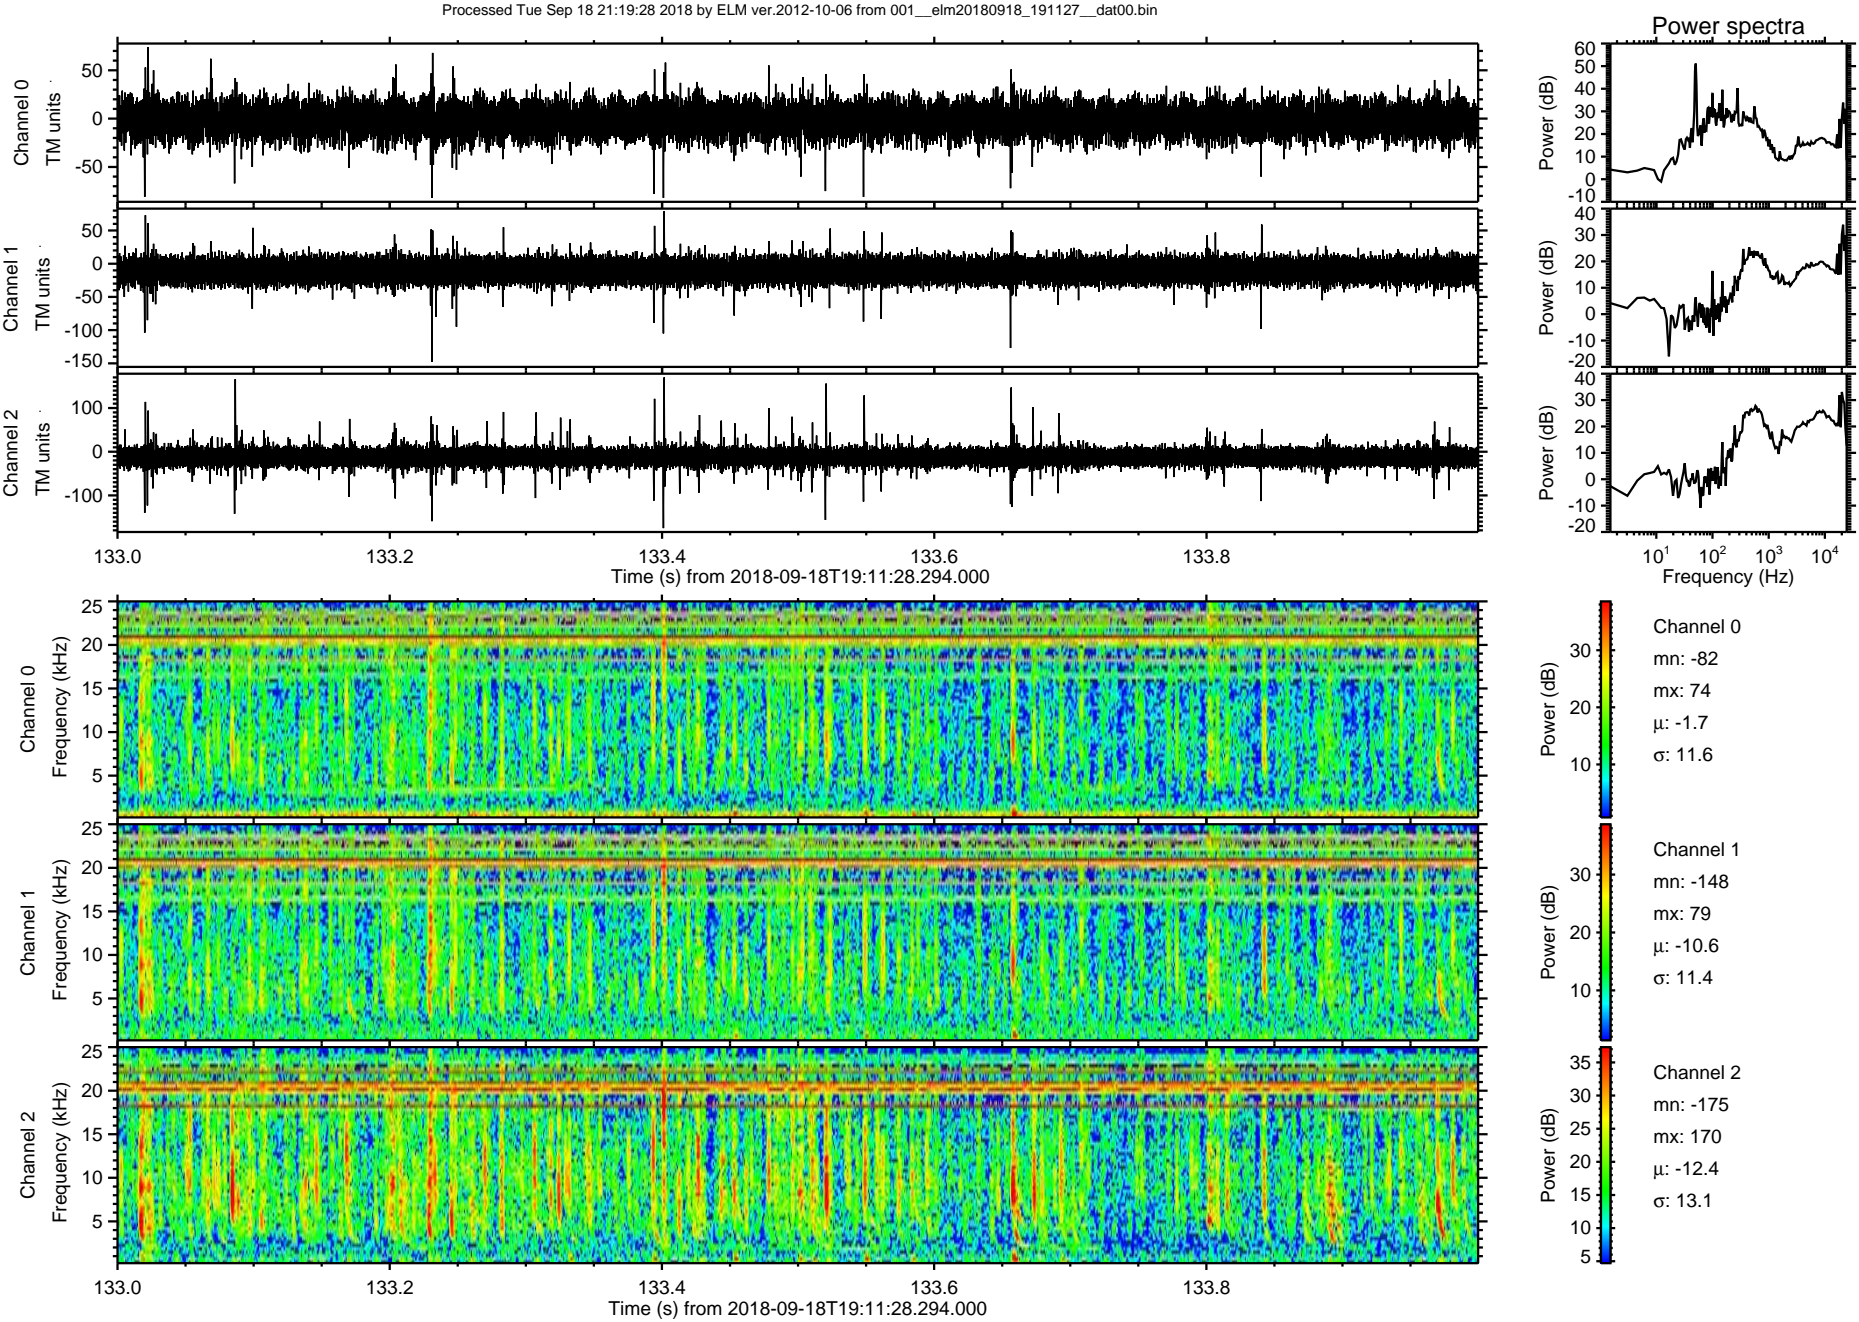 Processed Tue Sep 18 21:19:28 2018 by ELM ver.2012-10-06 from 001__elm20180918_191127__dat00.bin
Power spectra
Channel 0
TM units
50
0
-50
Power (dB)
60
50
40
30
20
10
0
-10
Channel 1
TM units
50
0
-50
-100
-150
Power (dB)
40
30
20
10
0
-10
-20
Channel 2
TM units
100
0
-100
Power (dB)
40
30
20
10
0
-10
-20
133.0 133.2 133.4 133.6 133.8
Time (s) from 2018-09-18T19:11:28.294.000
10¹ 10² 10³ 10⁴
Frequency (Hz)
Channel 0
Frequency (kHz)
25
20
15
10
5
Power (dB)
30
20
10
Channel 0
mn: -82
mx: 74
μ: -1.7
σ: 11.6
Channel 1
Frequency (kHz)
25
20
15
10
5
Power (dB)
30
20
10
Channel 1
mn: -148
mx: 79
μ: -10.6
σ: 11.4
Channel 2
Frequency (kHz)
25
20
15
10
5
Power (dB)
35
30
25
20
15
10
5
Channel 2
mn: -175
mx: 170
μ: -12.4
σ: 13.1
133.0 133.2 133.4 133.6 133.8
Time (s) from 2018-09-18T19:11:28.294.000